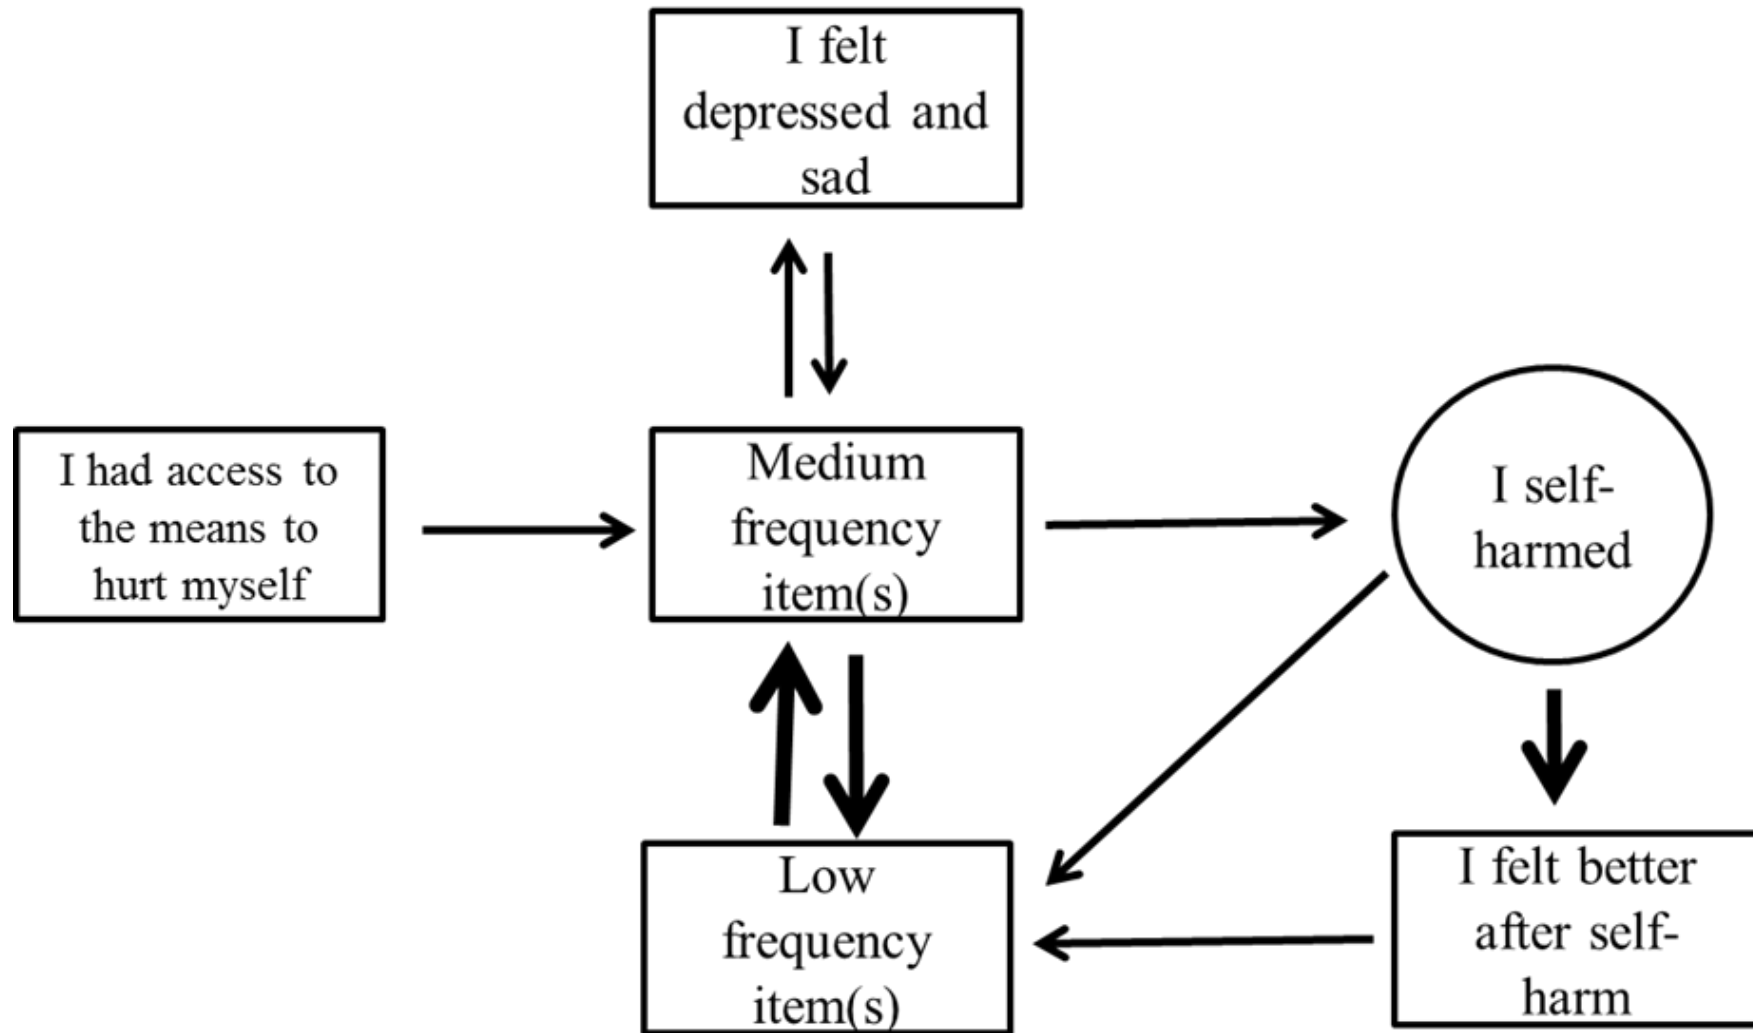 I felt
depressed and
sad
I had access to
the means to
hurt myself
Medium
frequency
item(s)
I self-
harmed
Low
frequency
item(s)
I felt better
after self-
harm